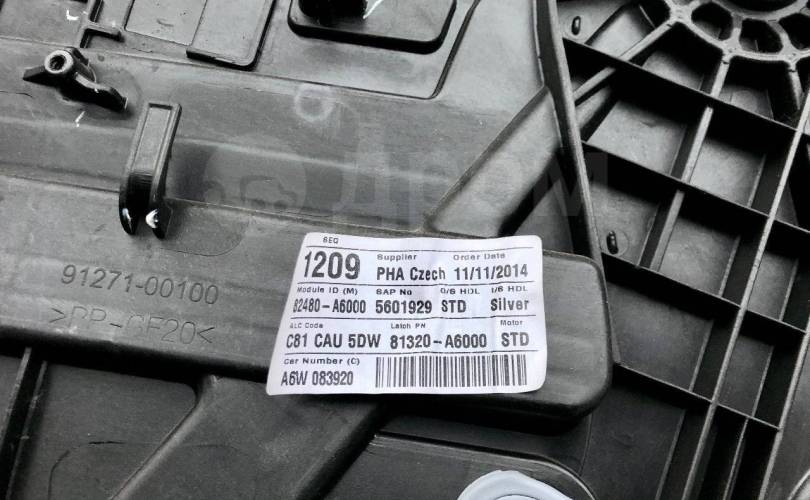 ДРОМ
SEQ
1209
Supplier Order Date
PHA Czech 11/11/2014
Module ID (M) SAP No O/S HDL I/S HDL
82480-A6000 5601929 STD Silver
ALC Code Latch PN Motor
C81 CAU 5DW 81320-A6000 STD
Car Number (C)
A6W 083920
91271-00100
>PP-GF20<